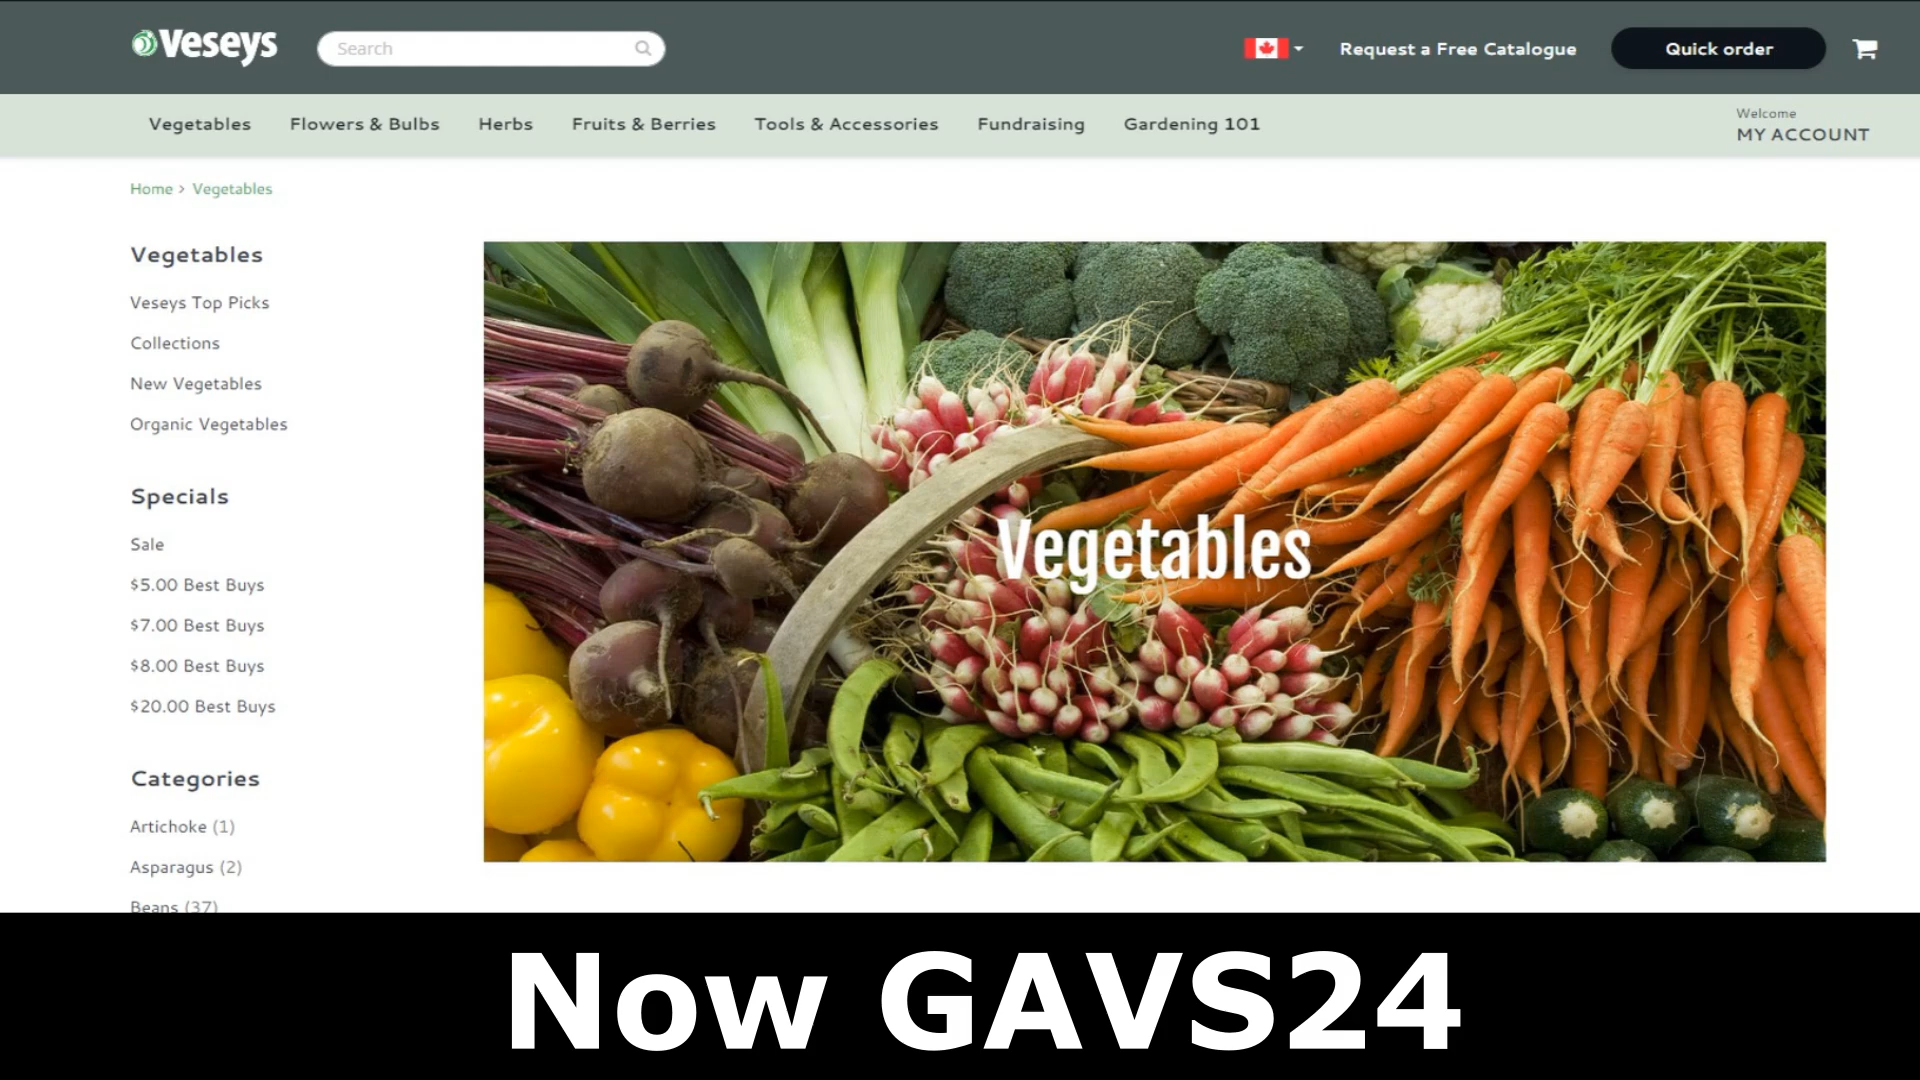 Veseys
Search
Request a Free Catalogue
Quick order
Vegetables
Flowers & Bulbs
Herbs
Fruits & Berries
Tools & Accessories
Fundraising
Gardening 101
Welcome
MY ACCOUNT
Home > Vegetables
Vegetables
Veseys Top Picks
Collections
New Vegetables
Organic Vegetables
Specials
Sale
$5.00 Best Buys
$7.00 Best Buys
$8.00 Best Buys
$20.00 Best Buys
Categories
Artichoke (1)
Asparagus (2)
Beans (37)
Vegetables
Now GAVS24